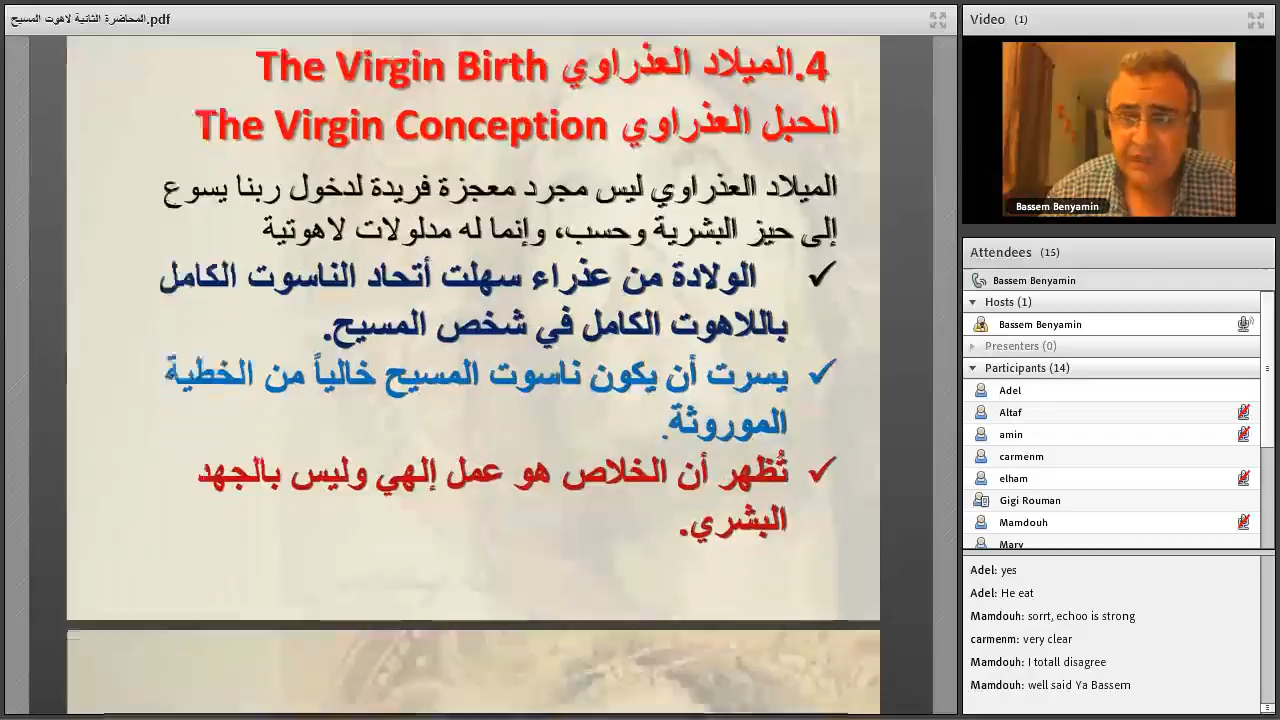 المحاضرة الثانية لاهوت المسيح.pdf
4.الميلاد العذراوي The Virgin Birth
الحبل العذراوي The Virgin Conception
الميلاد العذراوي ليس مجرد معجزة فريدة لدخول ربنا يسوع
إلى حيز البشرية وحسب، وإنما له مدلولات لاهوتية
✓ الولادة من عذراء سهلت أتحاد الناسوت الكامل
باللاهوت الكامل في شخص المسيح.
✓ يسرت أن يكون ناسوت المسيح خالياً من الخطية
الموروثة.
✓ تُظهر أن الخلاص هو عمل إلهي وليس بالجهد
البشري.
Video (1)
Bassem Benyamin
Attendees (15)
Bassem Benyamin
Hosts (1)
Bassem Benyamin
Presenters (0)
Participants (14)
Adel
Altaf
amin
carmenm
elham
Gigi Rouman
Mamdouh
Mary
Adel: yes
Adel: He eat
Mamdouh: sorrt, echoo is strong
carmenm: very clear
Mamdouh: I totall disagree
Mamdouh: well said Ya Bassem